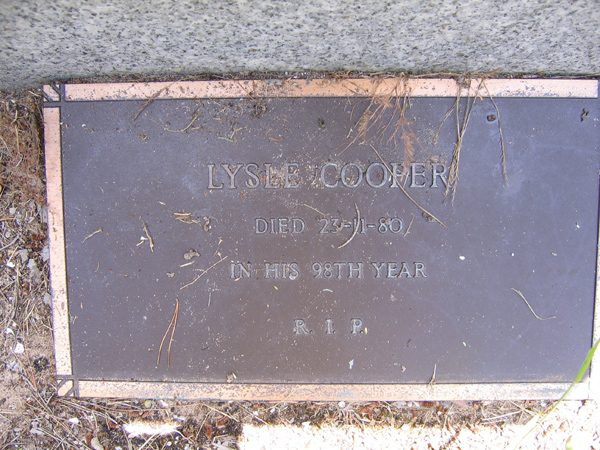 LYSLE COOPER
DIED 23-11-80
IN HIS 98TH YEAR
R. I. P.